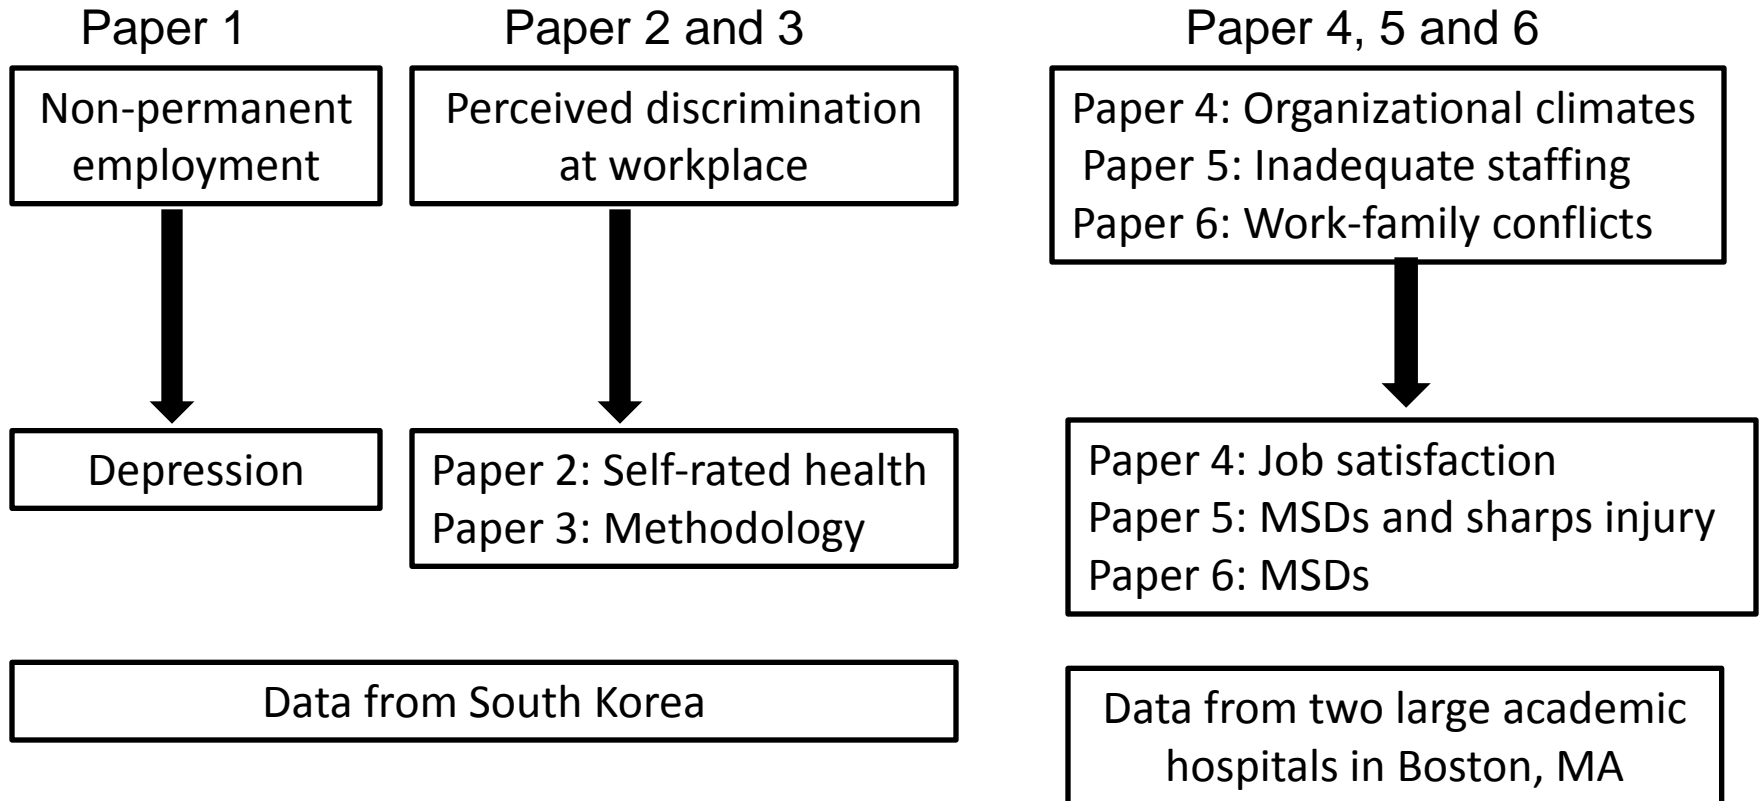 Paper 1
Non-permanent
employment
Depression
Paper 2 and 3
Perceived discrimination
at workplace
Paper 2: Self-rated health
Paper 3: Methodology
Data from South Korea
Paper 4, 5 and 6
Paper 4: Organizational climates
Paper 5: Inadequate staffing
Paper 6: Work-family conflicts
Paper 4: Job satisfaction
Paper 5: MSDs and sharps injury
Paper 6: MSDs
Data from two large academic
hospitals in Boston, MA